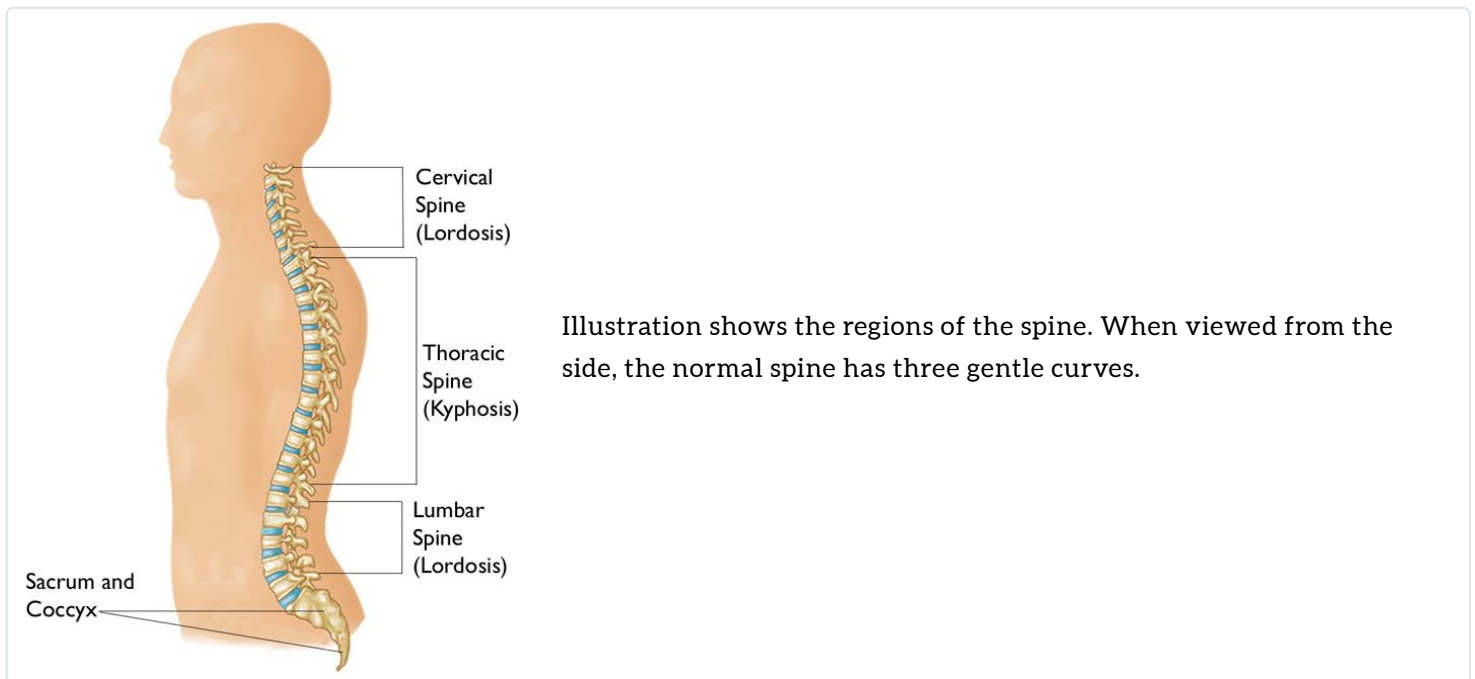 Cervical
Spine
(Lordosis)
Thoracic
Spine
(Kyphosis)
Lumbar
Spine
(Lordosis)
Sacrum and
Coccyx
Illustration shows the regions of the spine. When viewed from the
side, the normal spine has three gentle curves.